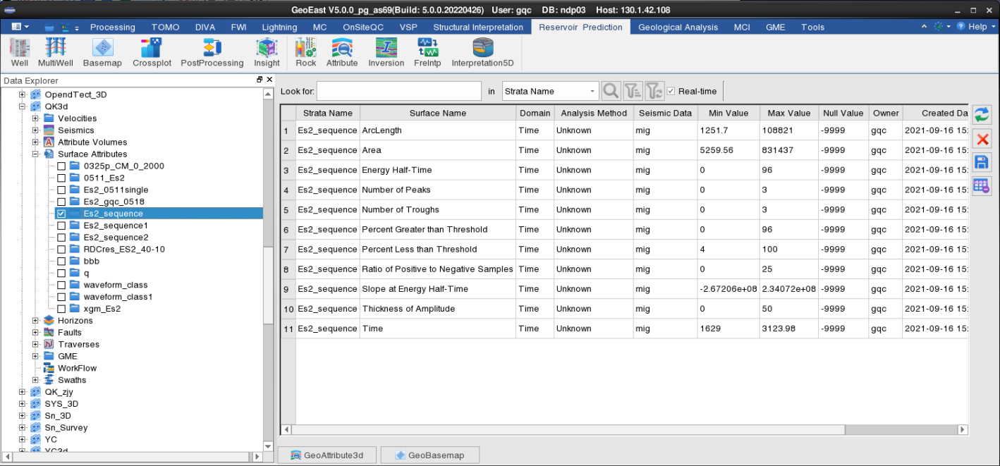 GeoEast V5.0.0_pg_as69(Build: 5.0.0.20220426) User: gqc DB: ndp03 Host: 130.1.42.108
Processing TOMO DIVA FWI Lightning MC OnSiteQC VSP Structural Interpretation Reservoir Prediction Geological Analysis MCI GME Tools Help
Well MultiWell Basemap Crossplot PostProcessing Insight Rock Attribute Inversion FreIntp Interpretation5D
Data Explorer
OpendTect_3D
QK3d
Velocities
Seismics
Attribute Volumes
Surface Attributes
0325p_CM_0_2000
0511_Es2
Es2_0511single
Es2_gqc_0518
Es2_sequence
Es2_sequence1
Es2_sequence2
RDCres_ES2_40-10
bbb
q
waveform_class
waveform_class1
xgm_Es2
Horizons
Faults
Traverses
GME
WorkFlow
Swaths
QK_zjy
SYS_3D
Sn_3D
Sn_Survey
YC
YC3d
Look for: in Strata Name Real-time
Strata Name Surface Name Domain Analysis Method Seismic Data Min Value Max Value Null Value Owner Created Da
1 Es2_sequence ArcLength Time Unknown mig 1251.7 108821 -9999 gqc 2021-09-16 15:
2 Es2_sequence Area Time Unknown mig 5259.56 831437 -9999 gqc 2021-09-16 15:
3 Es2_sequence Energy Half-Time Time Unknown mig 0 96 -9999 gqc 2021-09-16 15:
4 Es2_sequence Number of Peaks Time Unknown mig 0 3 -9999 gqc 2021-09-16 15:
5 Es2_sequence Number of Troughs Time Unknown mig 0 3 -9999 gqc 2021-09-16 15:
6 Es2_sequence Percent Greater than Threshold Time Unknown mig 0 96 -9999 gqc 2021-09-16 15:
7 Es2_sequence Percent Less than Threshold Time Unknown mig 4 100 -9999 gqc 2021-09-16 15:
8 Es2_sequence Ratio of Positive to Negative Samples Time Unknown mig 0 25 -9999 gqc 2021-09-16 15:
9 Es2_sequence Slope at Energy Half-Time Time Unknown mig -2.67206e+08 2.34072e+08 -9999 gqc 2021-09-16 15:
10 Es2_sequence Thickness of Amplitude Time Unknown mig 0 50 -9999 gqc 2021-09-16 15:
11 Es2_sequence Time Time Unknown mig 1629 3123.98 -9999 gqc 2021-09-16 15:
GeoAttribute3d GeoBasemap